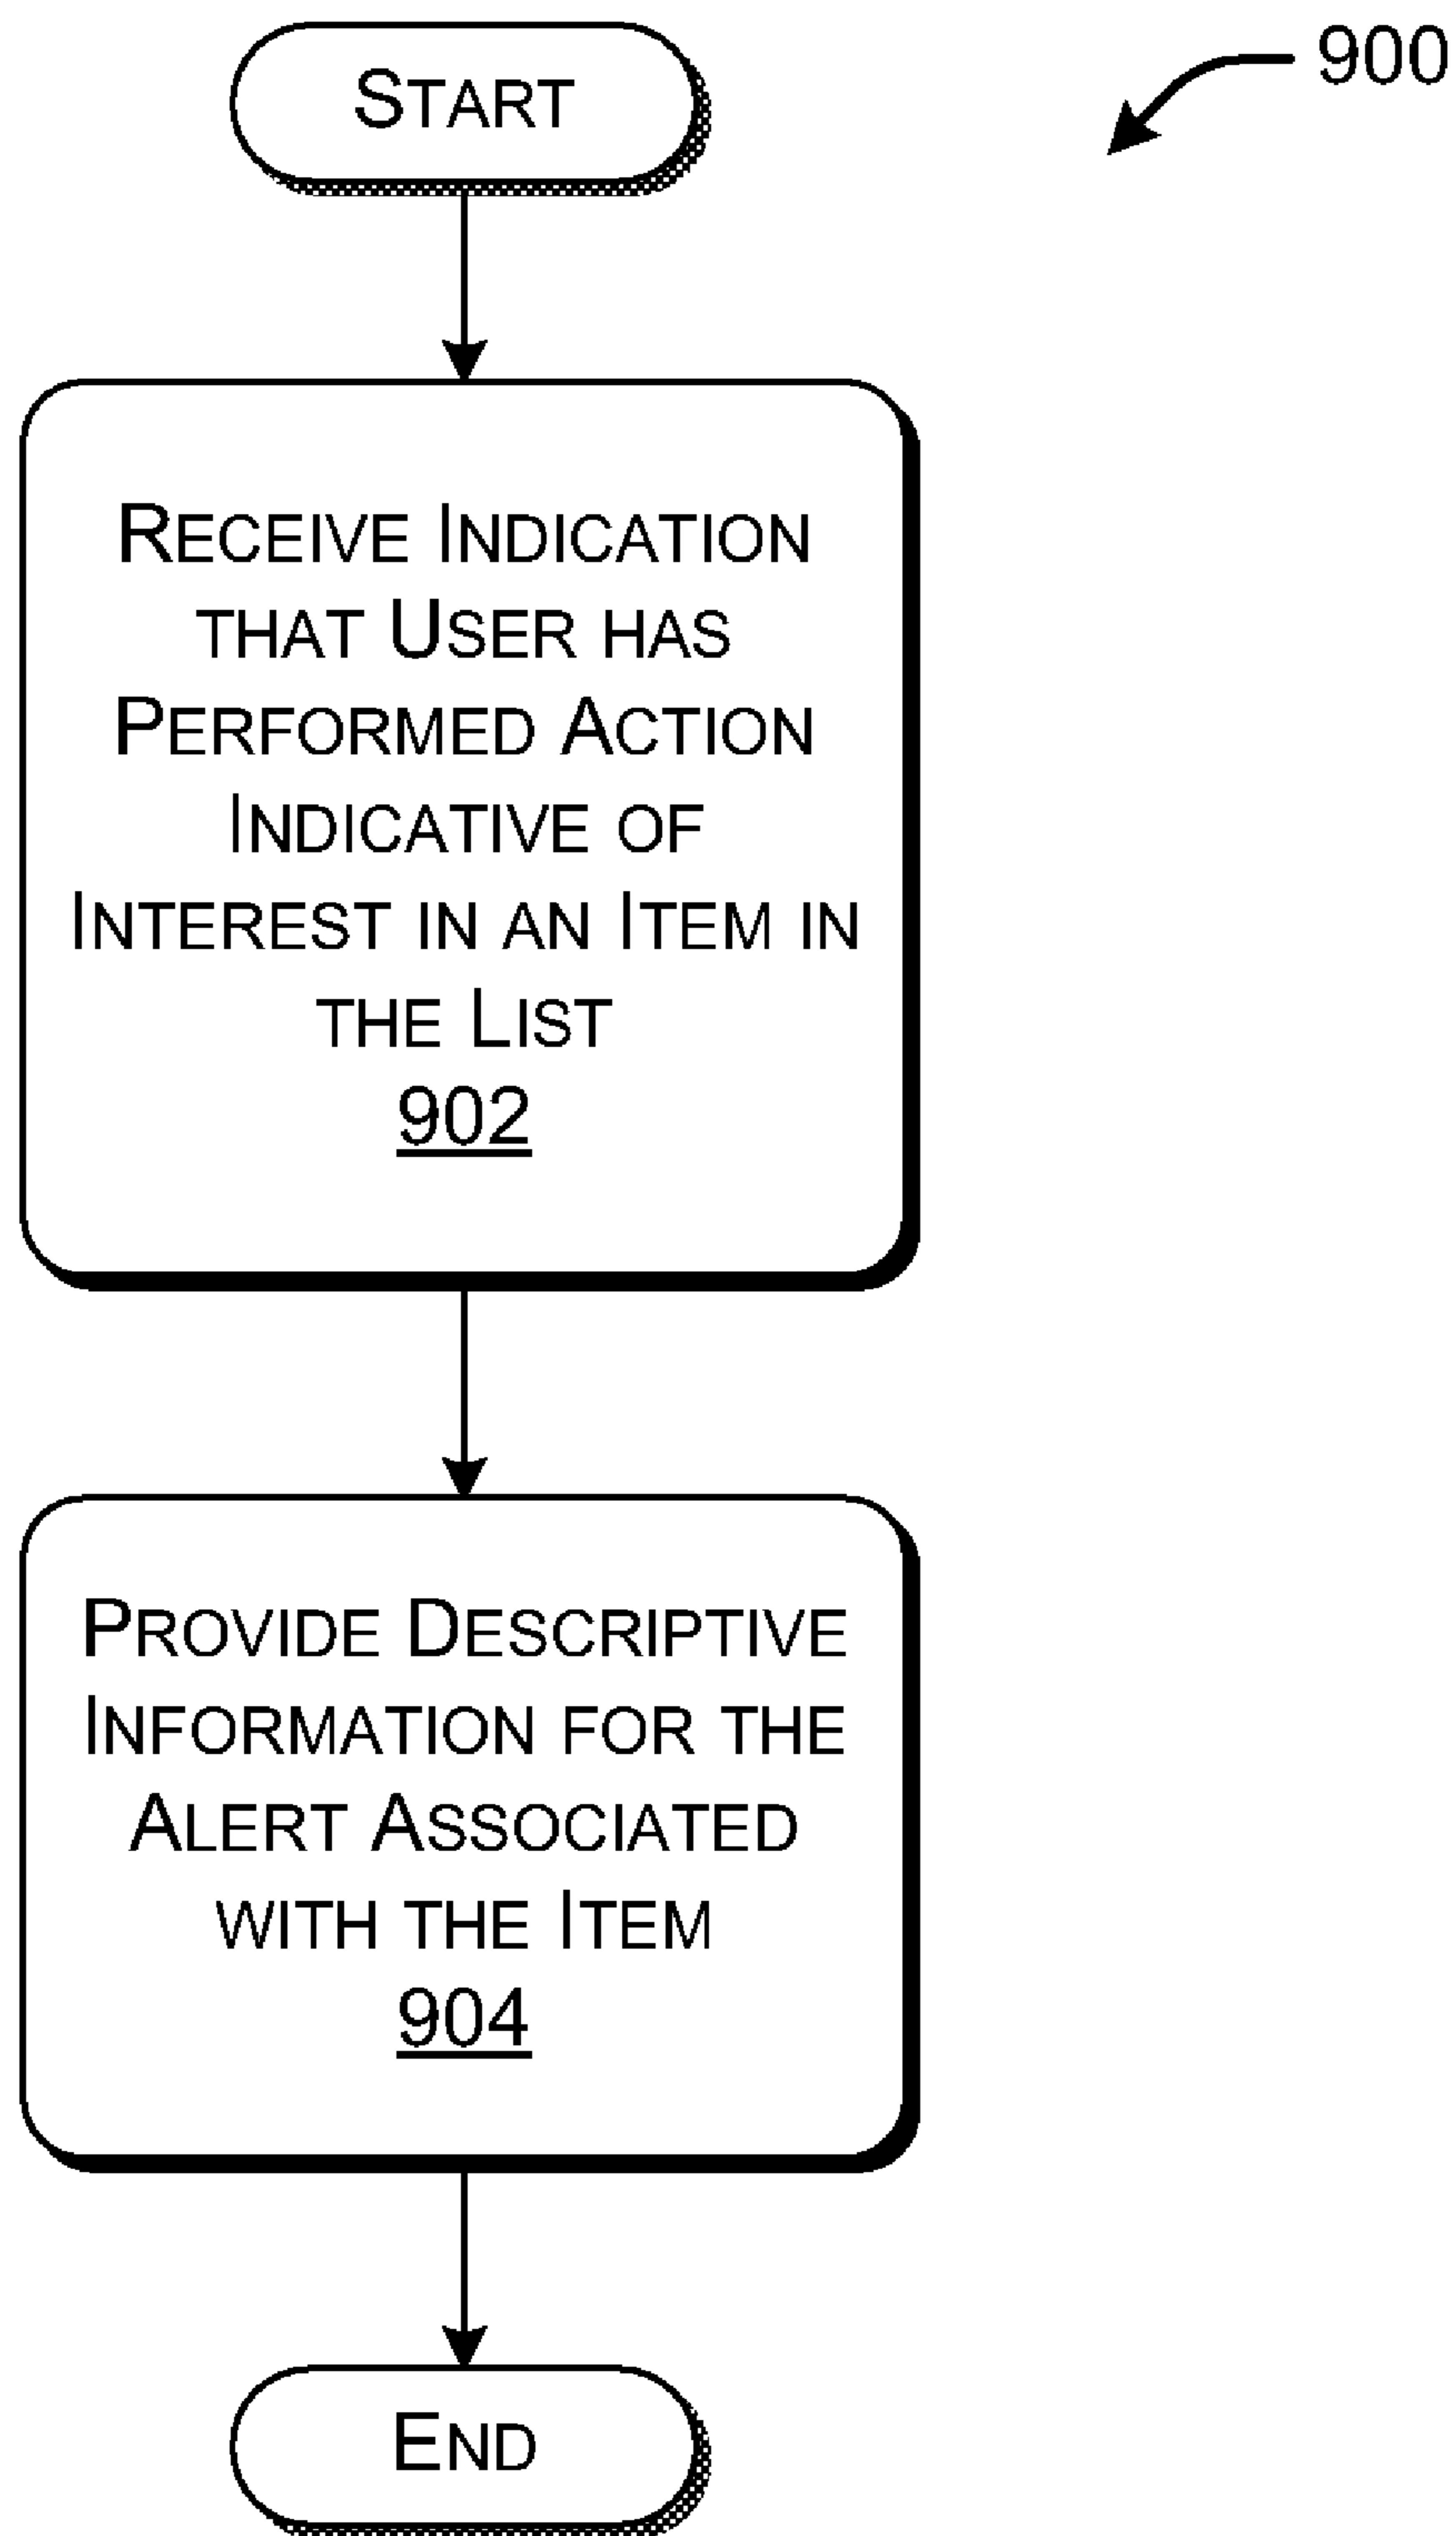 START
900
RECEIVE INDICATION
THAT USER HAS
PERFORMED ACTION
INDICATIVE OF
INTEREST IN AN ITEM IN
THE LIST
902
PROVIDE DESCRIPTIVE
INFORMATION FOR THE
ALERT ASSOCIATED
WITH THE ITEM
904
END